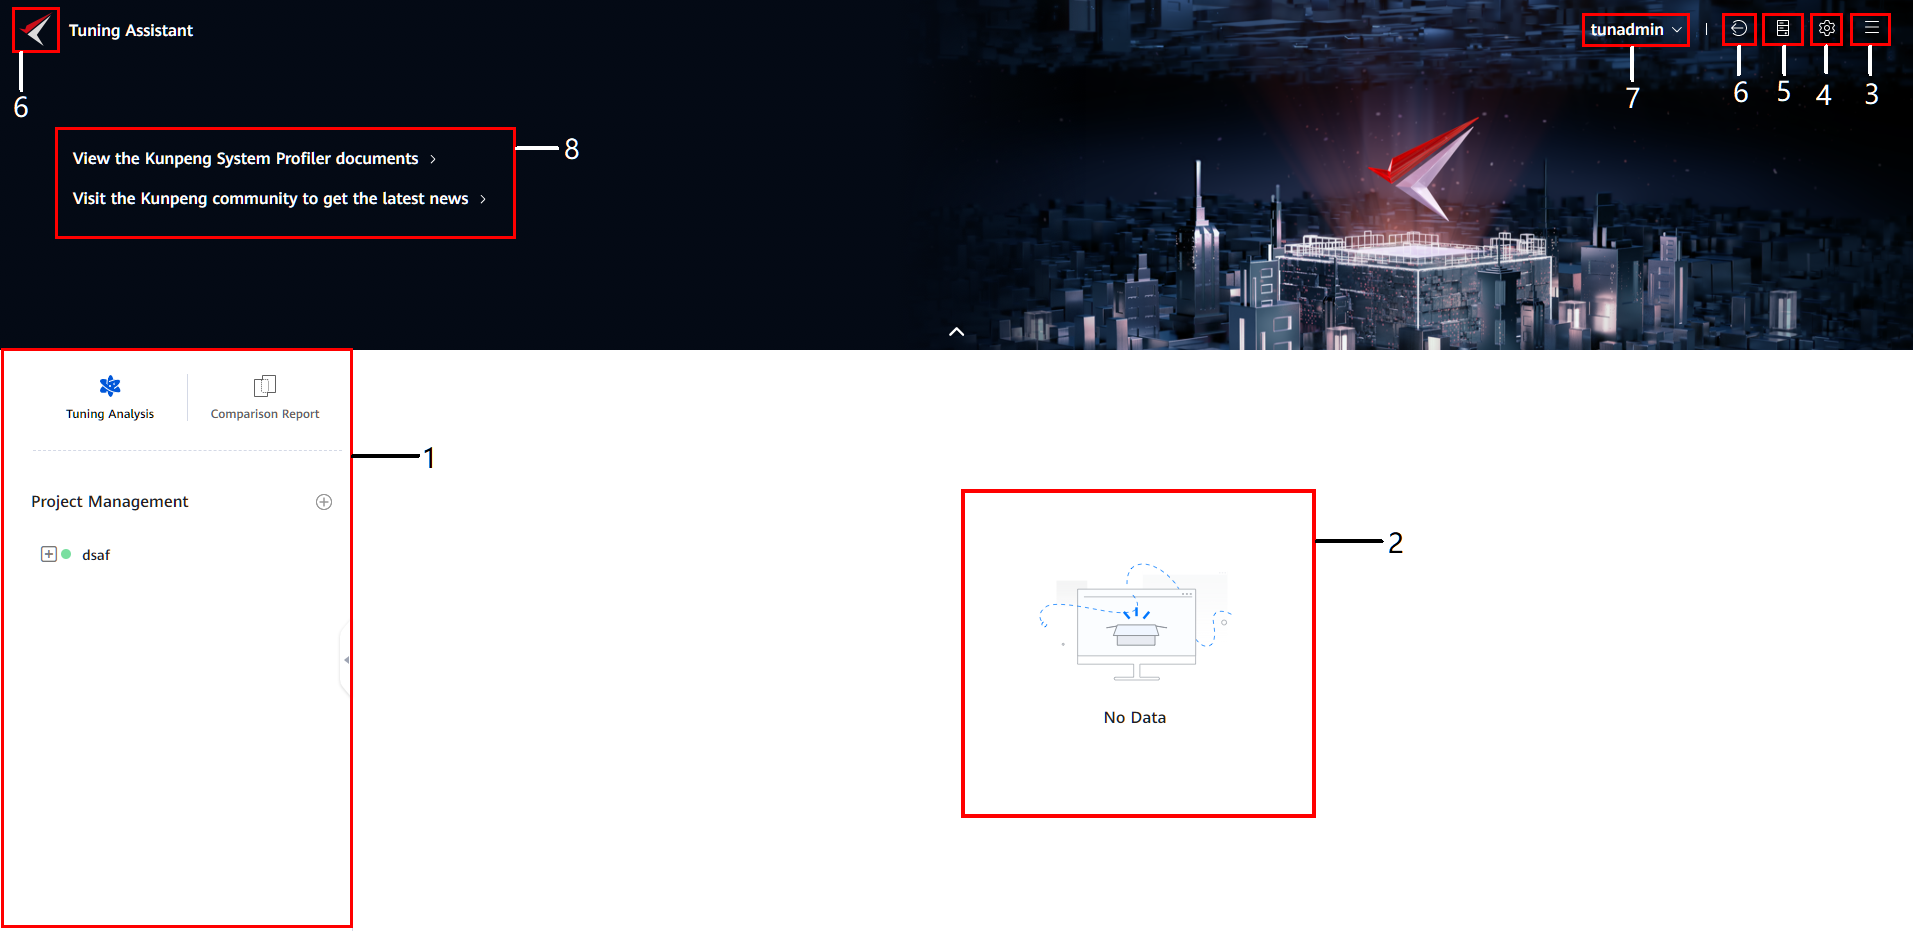 Tuning Assistant
tunadmin
6
7
6
5
4
3
View the Kunpeng System Profiler documents
Visit the Kunpeng community to get the latest news
8
Tuning Analysis
Comparison Report
1
Project Management
dsaf
2
No Data